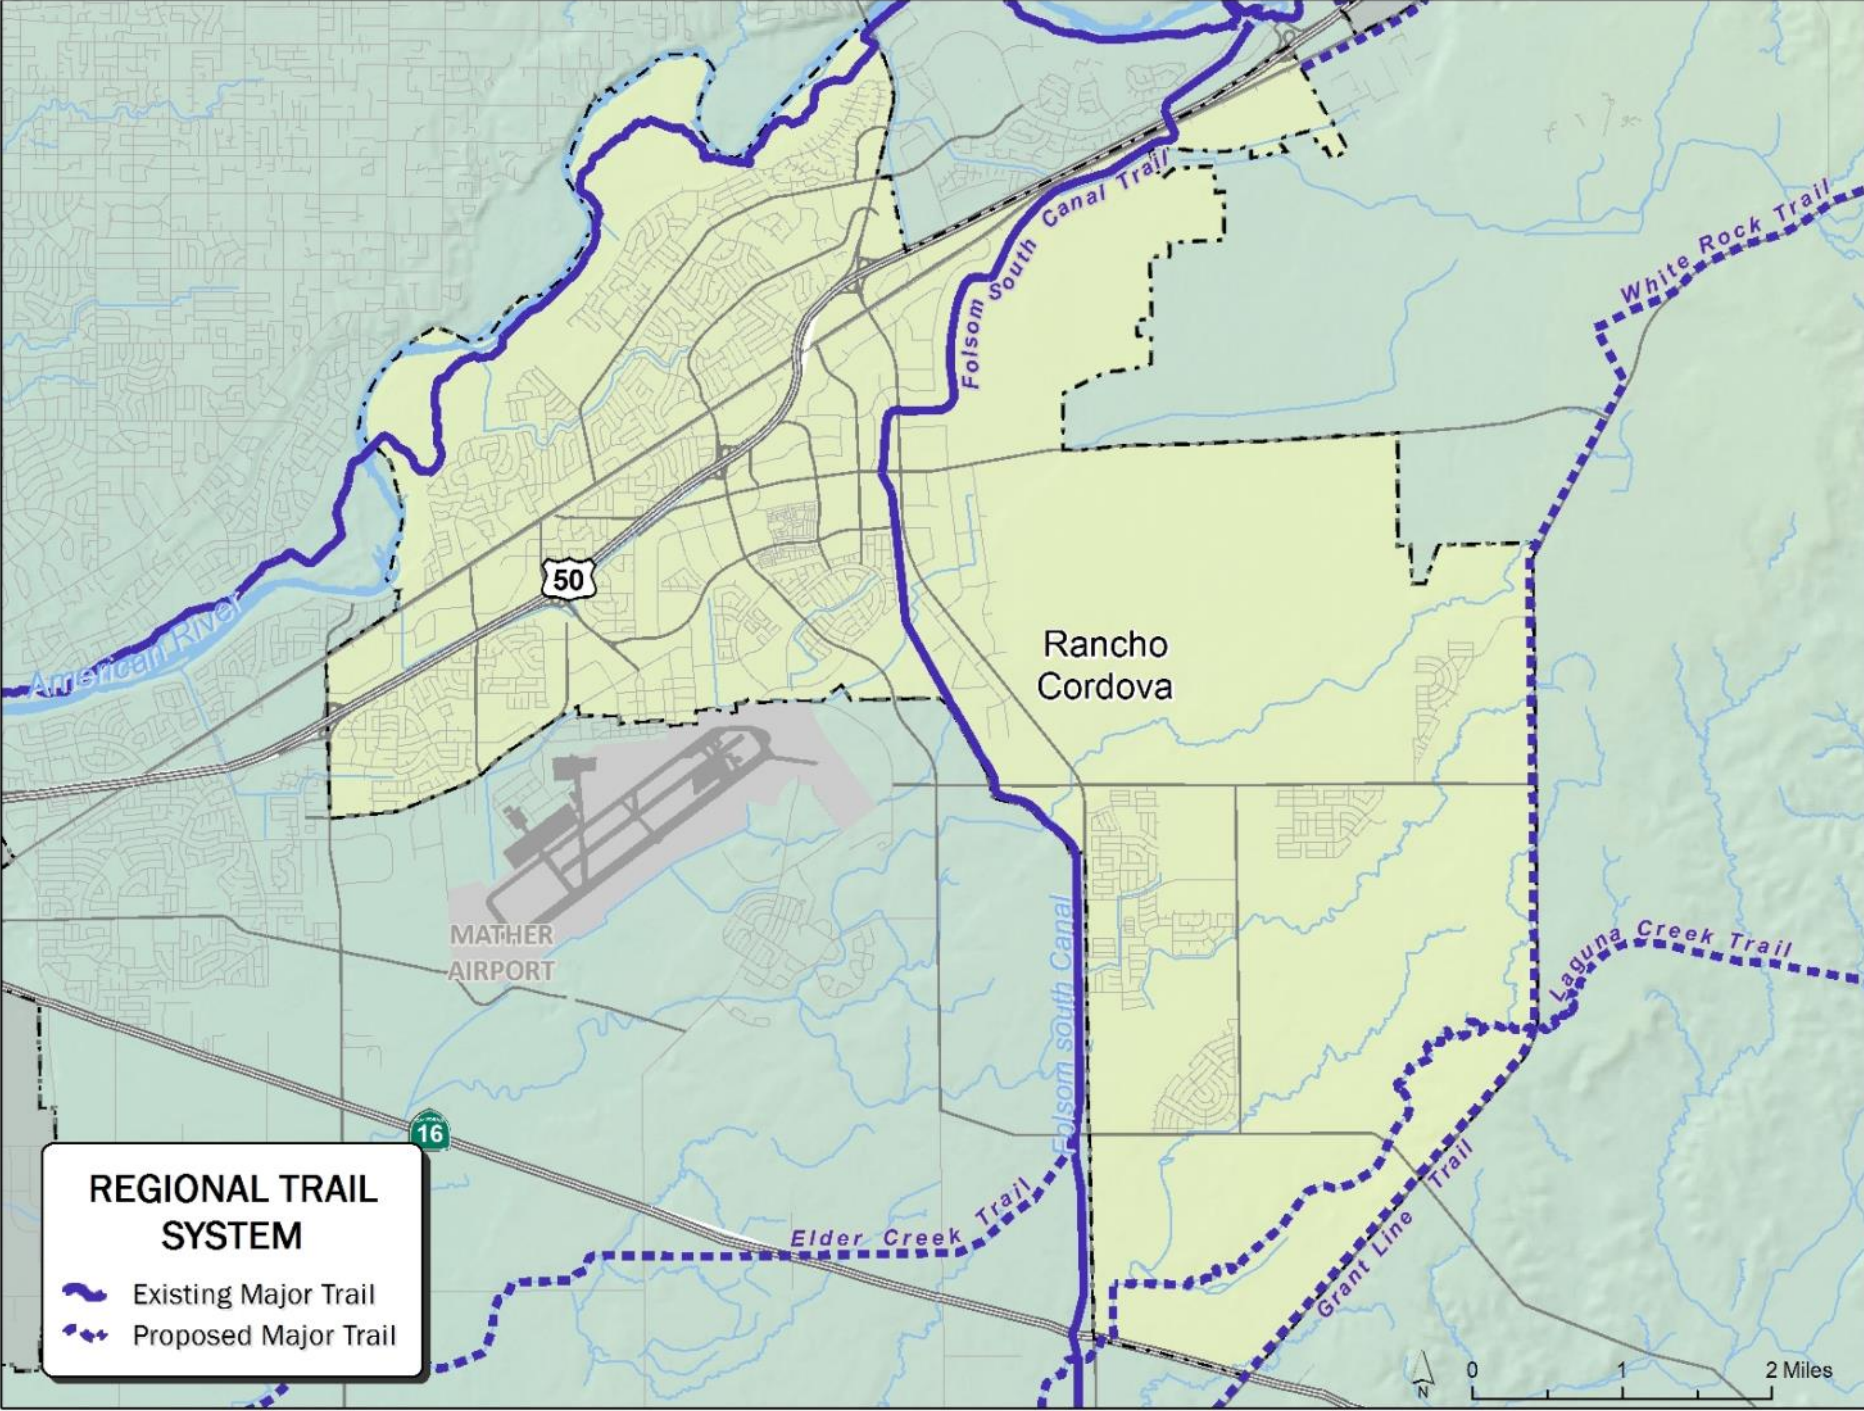 Folsom South Canal Trail
White Rock Trail
50
American River
Rancho
Cordova
MATHER
AIRPORT
Folsom south Canal
Laguna Creek Trail
16
Elder Creek Trail
Grant Line Trail
REGIONAL TRAIL
SYSTEM
Existing Major Trail
Proposed Major Trail
N
0 1 2 Miles